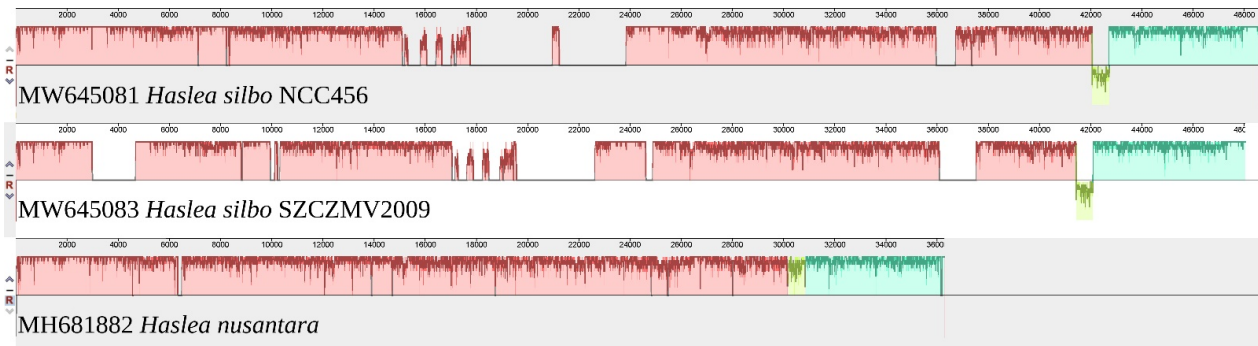 2000 4000 6000 8000 10000 12000 14000 16000 18000 20000 22000 24000 26000 28000 30000 32000 34000 36000 38000 40000 42000 44000 46000 48000
R
MW645081 Haslea silbo NCC456
2000 4000 6000 8000 10000 12000 14000 16000 18000 20000 22000 24000 26000 28000 30000 32000 34000 36000 38000 40000 42000 44000 46000 48
R
MW645083 Haslea silbo SZCZMV2009
2000 4000 6000 8000 10000 12000 14000 16000 18000 20000 22000 24000 26000 28000 30000 32000 34000 3600
R
MH681882 Haslea nusantara